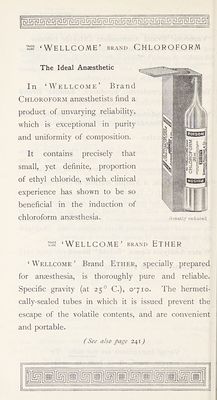 'WELLCOME' BRAND CHLOROFORM
The Ideal Anæsthetic
In 'WELLCOME' Brand
CHLOROFORM anæsthetists find a
product of unvarying reliability,
which is exceptional in purity
and uniformity of composition.
It contains precisely that
small, yet definite, proportion
of ethyl chloride, which clinical
experience has shown to be so
beneficial in the induction of
chloroform anæsthesia.
POISON
Greatly reduced
'WELLCOME' BRAND ETHER
'WELLCOME' Brand ETHER, specially prepared
for anæsthesia, is thoroughly pure and reliable.
Specific gravity (at 25° C.), 0·710. The hermeti-
cally-sealed tubes in which it is issued prevent the
escape of the volatile contents, and are convenient
and portable.
(See also page 241)